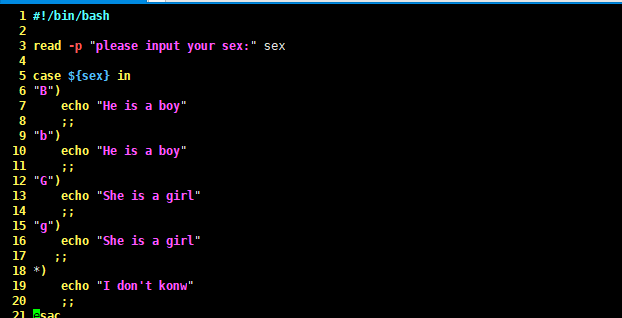 1 #!/bin/bash
2
3 read -p "please input your sex:" sex
4
5 case ${sex} in
6 "B")
7     echo "He is a boy"
8     ;;
9 "b")
10     echo "He is a boy"
11     ;;
12 "G")
13     echo "She is a girl"
14     ;;
15 "g")
16     echo "She is a girl"
17    ;;
18 *)
19     echo "I don't konw"
20     ;;
21 esac